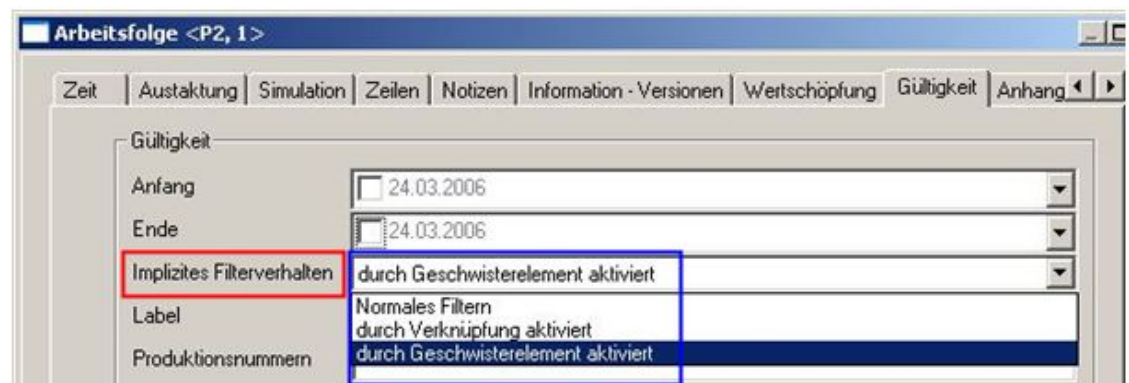 Arbeitsfolge <P2, 1>
Zeit Austaktung Simulation Zeilen Notizen Information - Versionen Wertschöpfung Gültigkeit Anhang
Gültigkeit
Anfang 24.03.2006
Ende 24.03.2006
Implizites Filterverhalten durch Geschwisterelement aktiviert
Label Normales Filtern
durch Verknüpfung aktiviert
Produktionsnummern durch Geschwisterelement aktiviert